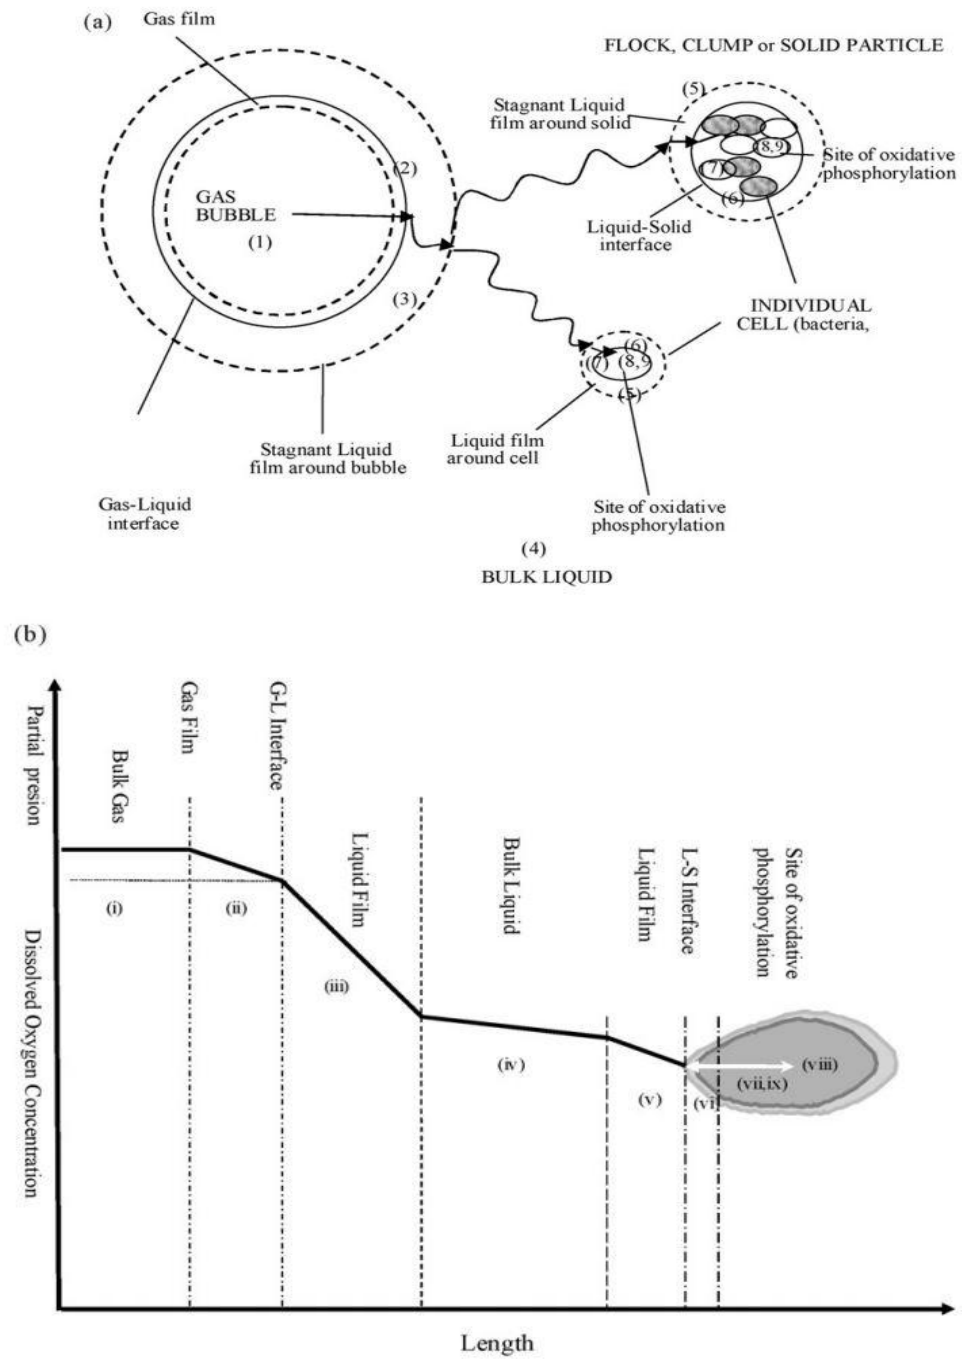 (a)
Gas film
FLOCK, CLUMP or SOLID PARTICLE
(5)
Stagnant Liquid
film around solid
(8,9)
Site of oxidative
phosphorylation
(2)
(7)
GAS
BUBBLE
(6)
(1)
Liquid-Solid
interface
(3)
INDIVIDUAL
CELL (bacteria,
(6)
(7)
(8,9
(5)
Stagnant Liquid
film around bubble
Liquid film
around cell
Gas-Liquid
interface
Site of oxidative
phosphorylation
(4)
BULK LIQUID
(b)
Partial presion
Dissolved Oxygen Concentration
Bulk Gas
Gas Film
G-L Interface
Liquid Film
Bulk Liquid
Liquid Film
L-S Interface
Site of oxidative
phosphorylation
(i)
(ii)
(iii)
(iv)
(v)
(vi
(vii,ix)
(viii)
Length